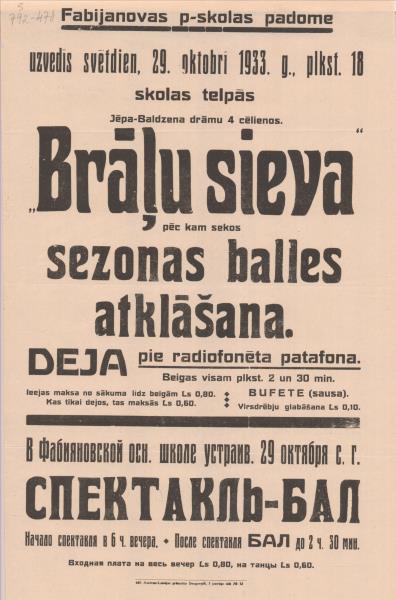 S
792-478
Fabijanovas p-skolas padome
uzvedīs svētdien, 29. oktobrī 1933. g., plkst. 18
skolas telpās
Jēpa-Baldzena drāmu 4 cēlienos.
„Brāļu sieva“
pēc kam sekos
sezonas balles
atklāšana.
DEJA pie radiofonēta patafona.
Beigas visam plkst. 2 un 30 min.
Ieejas maksa no sākuma līdz beigām Ls 0,80.
Kas tikai dejos, tas maksās Ls 0,60.
BUFETE (sausa).
Virsdrēbju glabāšana Ls 0,10.
В Фабияновской осн. школе устраив. 29 октября с. г.
СПЕКТАКЛЬ-БАЛ
Начало спектакля в 6 ч. вечера. ♦ После спектакля БАЛ до 2 ч. 30 мин.
Входная плата на весь вечер Ls 0,80, на танцы Ls 0,60.